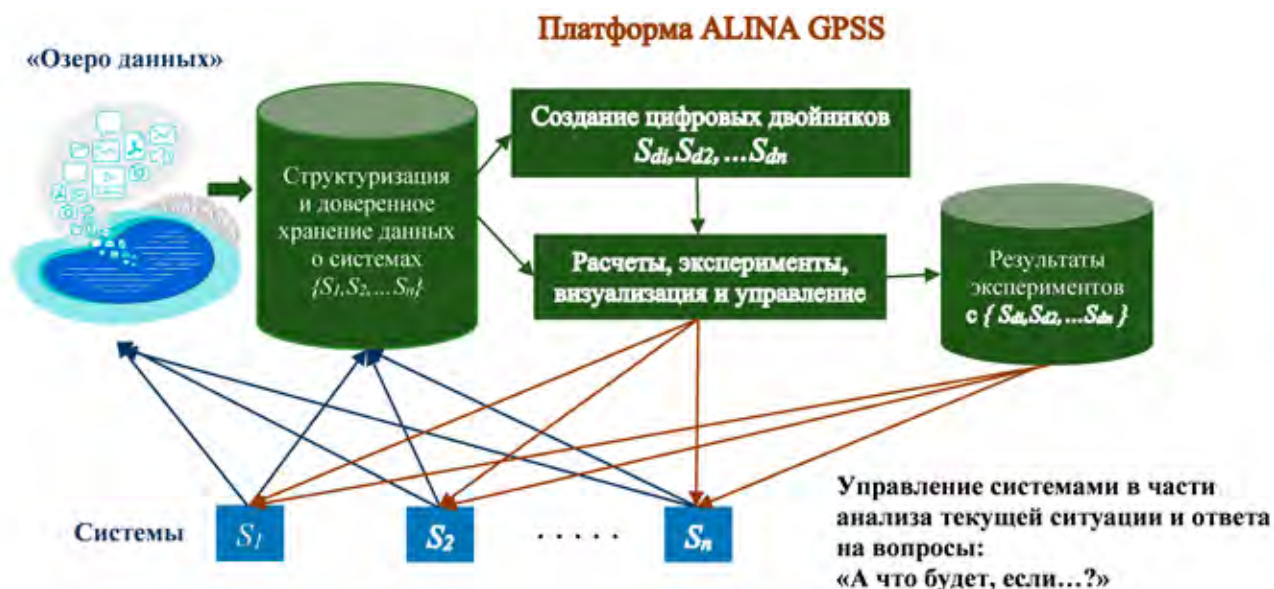 Платформа ALINA GPSS
«Озеро данных»
Структуризация
и доверенное
хранение данных
о системах
{S1,S2,...Sn}
Создание цифровых двойников
Sdi,Sd2,...Sdn
Расчеты, эксперименты,
визуализация и управление
Результаты
экспериментов
с { Sdi,Sd2,...Sdn }
Системы
S1
S2
. . . . .
Sn
Управление системами в части
анализа текущей ситуации и ответа
на вопросы:
«А что будет, если...?»